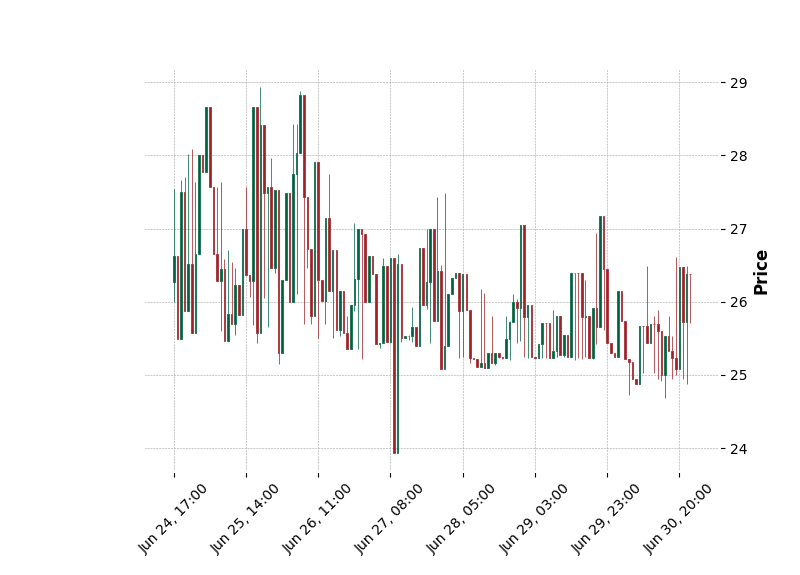 29
28
27
26
25
24
Price
Jun 24, 17:00
Jun 25, 14:00
Jun 26, 11:00
Jun 27, 08:00
Jun 28, 05:00
Jun 29, 03:00
Jun 29, 23:00
Jun 30, 20:00